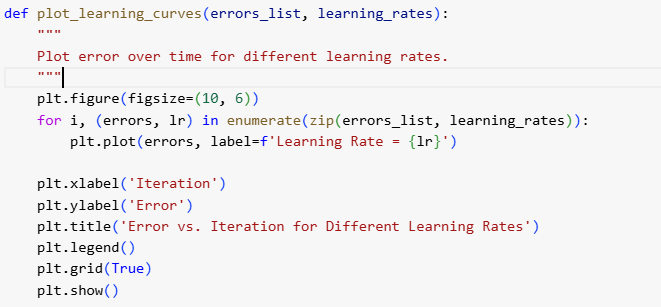 def plot_learning_curves(errors_list, learning_rates):
    """
    Plot error over time for different learning rates.
    """
    plt.figure(figsize=(10, 6))
    for i, (errors, lr) in enumerate(zip(errors_list, learning_rates)):
        plt.plot(errors, label=f'Learning Rate = {lr}')

    plt.xlabel('Iteration')
    plt.ylabel('Error')
    plt.title('Error vs. Iteration for Different Learning Rates')
    plt.legend()
    plt.grid(True)
    plt.show()